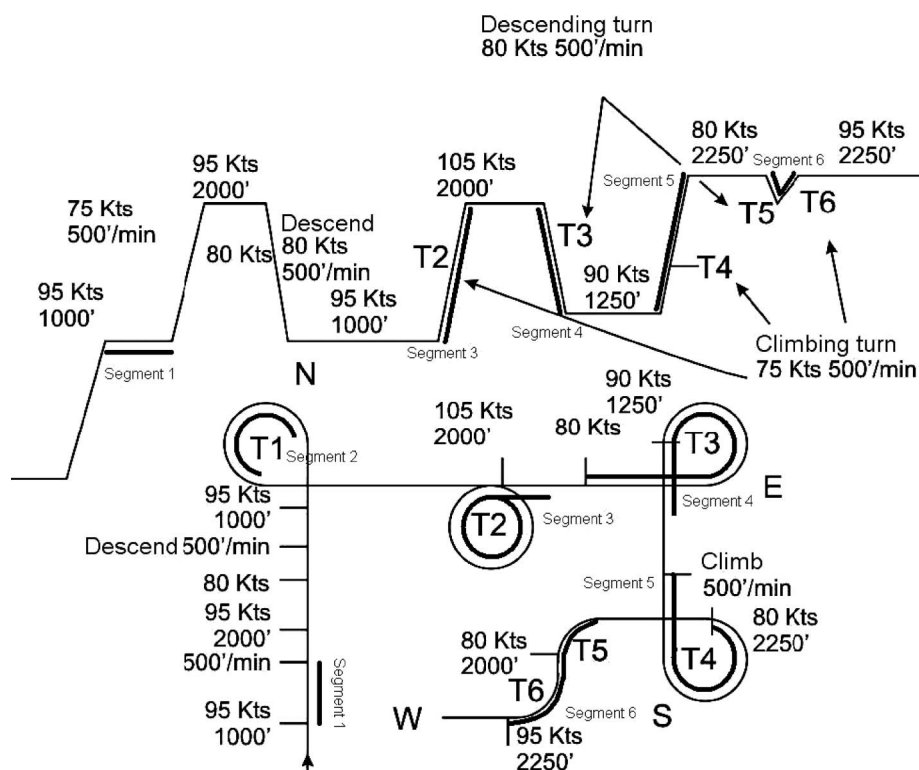 Descending turn
80 Kts 500'/min
95 Kts
2000'
105 Kts
2000'
80 Kts
2250'
95 Kts
2250'
Segment 6
Segment 5
75 Kts
500'/min
80 Kts
Descend
80 Kts
500'/min
T2
T3
T5
T6
T4
95 Kts
1000'
95 Kts
1000'
90 Kts
1250'
Segment 1
Segment 3
Segment 4
Climbing turn
75 Kts 500'/min
N
105 Kts
2000'
80 Kts
90 Kts
1250'
T1
Segment 2
T3
E
Segment 4
95 Kts
1000'
T2
Segment 3
Descend 500'/min
80 Kts
Segment 5
Climb
500'/min
95 Kts
2000'
80 Kts
2250'
80 Kts
2000'
T5
T4
500'/min
Segment 1
T6
95 Kts
1000'
W
Segment 6
S
95 Kts
2250'